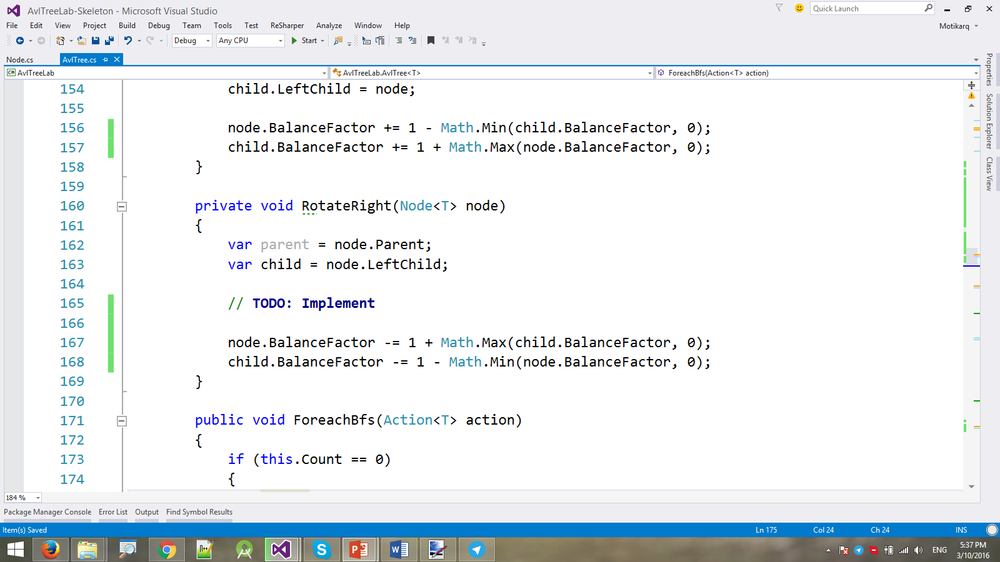 AvlTreeLab-Skeleton - Microsoft Visual Studio
Quick Launch
File Edit View Project Build Debug Team Tools Test ReSharper Analyze Window Help
Motikarq
Debug Any CPU Start
Node.cs AvlTree.cs
C# AvlTreeLab AvlTreeLab.AvlTree<T> ForeachBfs(Action<T> action)
154 child.LeftChild = node;
155
156 node.BalanceFactor += 1 - Math.Min(child.BalanceFactor, 0);
157 child.BalanceFactor += 1 + Math.Max(node.BalanceFactor, 0);
158 }
159
160 private void RotateRight(Node<T> node)
161 {
162 var parent = node.Parent;
163 var child = node.LeftChild;
164
165 // TODO: Implement
166
167 node.BalanceFactor -= 1 + Math.Max(child.BalanceFactor, 0);
168 child.BalanceFactor -= 1 - Math.Min(node.BalanceFactor, 0);
169 }
170
171 public void ForeachBfs(Action<T> action)
172 {
173 if (this.Count == 0)
174 {
Properties
Solution Explorer
Class View
184 %
Package Manager Console Error List Output Find Symbol Results
Item(s) Saved Ln 175 Col 24 Ch 24 INS
ENG
5:37 PM
3/10/2016